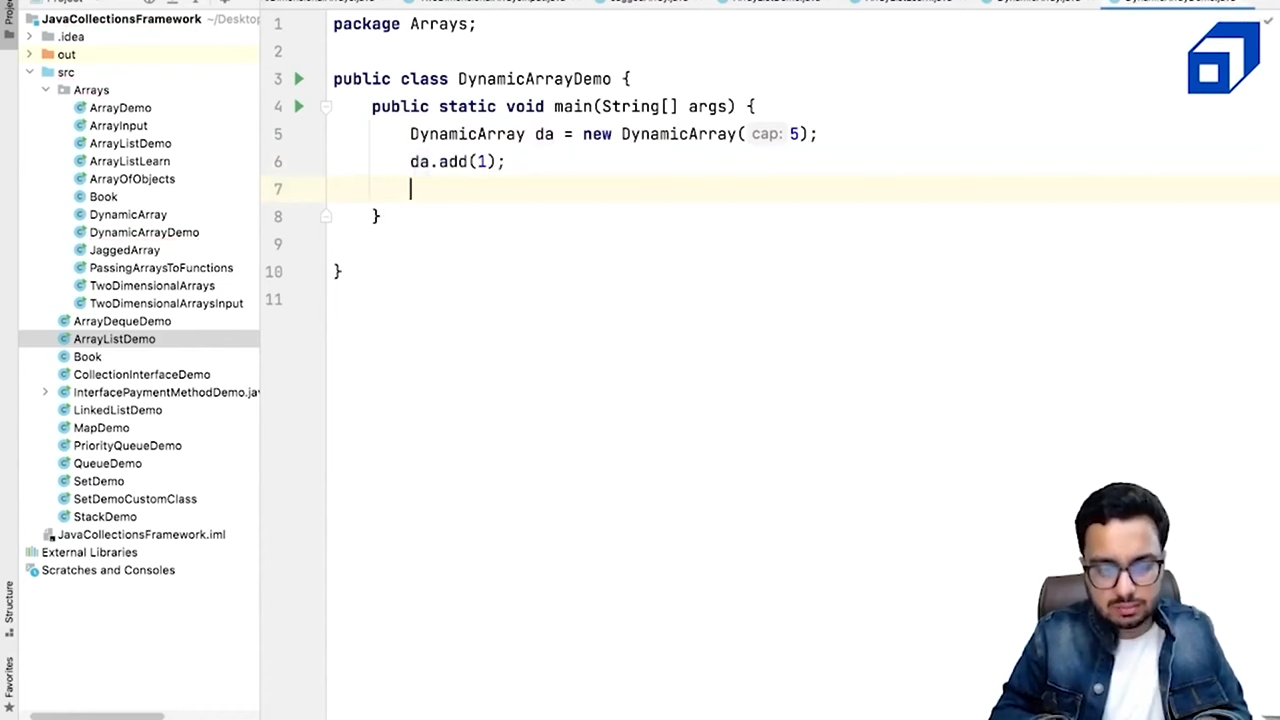 JavaCollectionsFramework ~/Desktop
.idea
out
src
Arrays
ArrayDemo
ArrayInput
ArrayListDemo
ArrayListLearn
ArrayOfObjects
Book
DynamicArray
DynamicArrayDemo
JaggedArray
PassingArraysToFunctions
TwoDimensionalArrays
TwoDimensionalArraysInput
ArrayDequeDemo
ArrayListDemo
Book
CollectionInterfaceDemo
InterfacePaymentMethodDemo.ja
LinkedListDemo
MapDemo
PriorityQueueDemo
QueueDemo
SetDemo
SetDemoCustomClass
StackDemo
JavaCollectionsFramework.iml
External Libraries
Scratches and Consoles
Structure
Favorites
1 package Arrays;
2
3 public class DynamicArrayDemo {
4 public static void main(String[] args) {
5 DynamicArray da = new DynamicArray( cap: 5);
6 da.add(1);
7
8 }
9
10 }
11